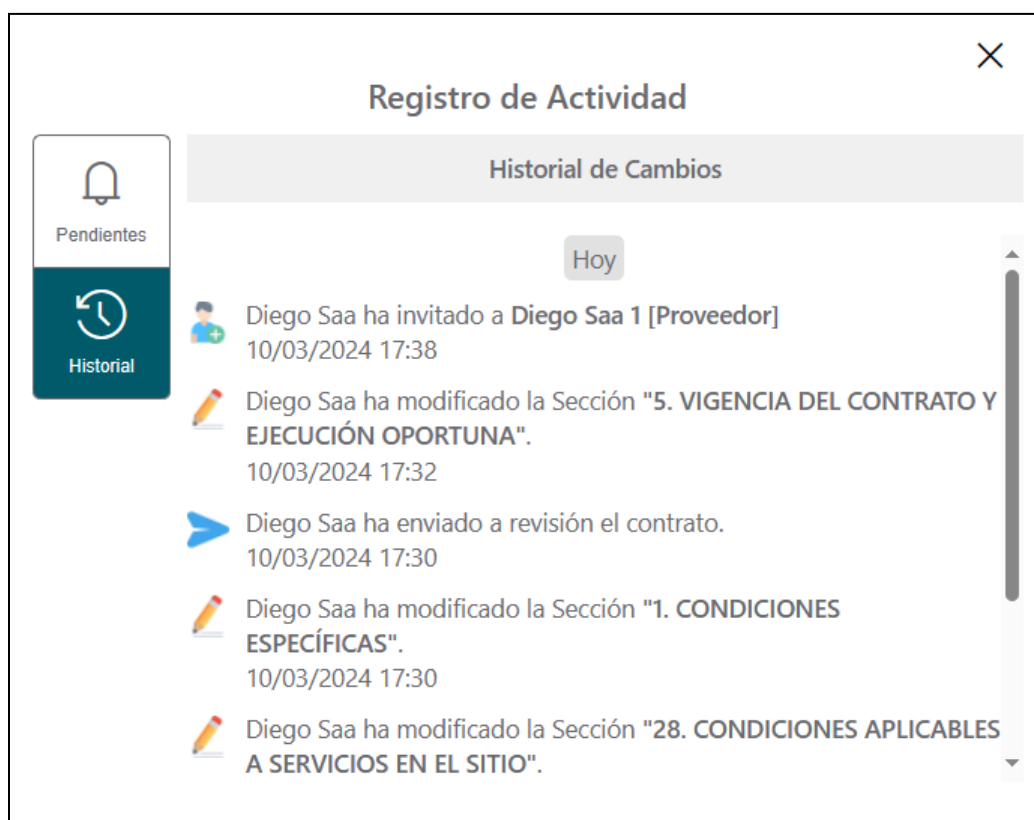 Registro de Actividad
Pendientes
Historial
Historial de Cambios
Hoy
Diego Saa ha invitado a Diego Saa 1 [Proveedor]
10/03/2024 17:38
Diego Saa ha modificado la Sección "5. VIGENCIA DEL CONTRATO Y
EJECUCIÓN OPORTUNA".
10/03/2024 17:32
Diego Saa ha enviado a revisión el contrato.
10/03/2024 17:30
Diego Saa ha modificado la Sección "1. CONDICIONES
ESPECÍFICAS".
10/03/2024 17:30
Diego Saa ha modificado la Sección "28. CONDICIONES APLICABLES
A SERVICIOS EN EL SITIO".